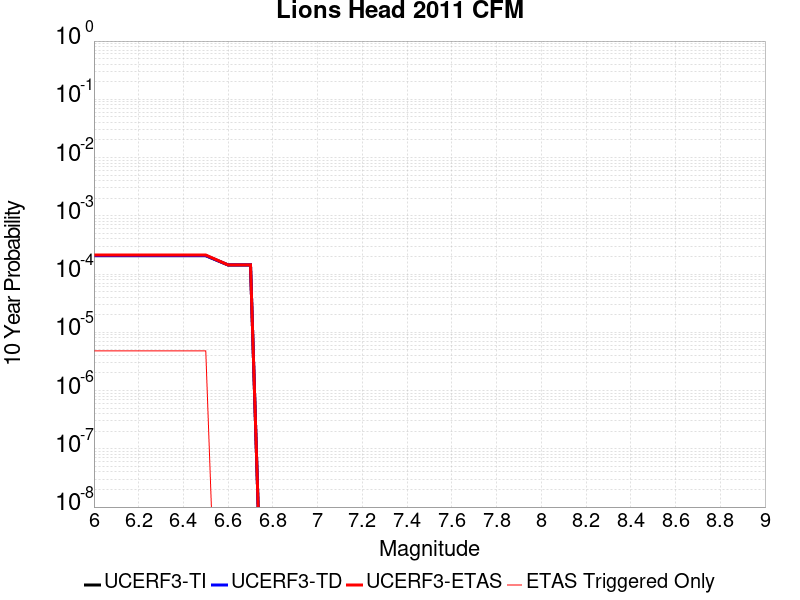 Lions Head 2011 CFM
10^0
10^-1
10^-2
10^-3
10^-4
10^-5
10^-6
10^-7
10^-8
10 Year Probability
6 6.2 6.4 6.6 6.8 7 7.2 7.4 7.6 7.8 8 8.2 8.4 8.6 8.8 9
Magnitude
UCERF3-TI UCERF3-TD UCERF3-ETAS ETAS Triggered Only